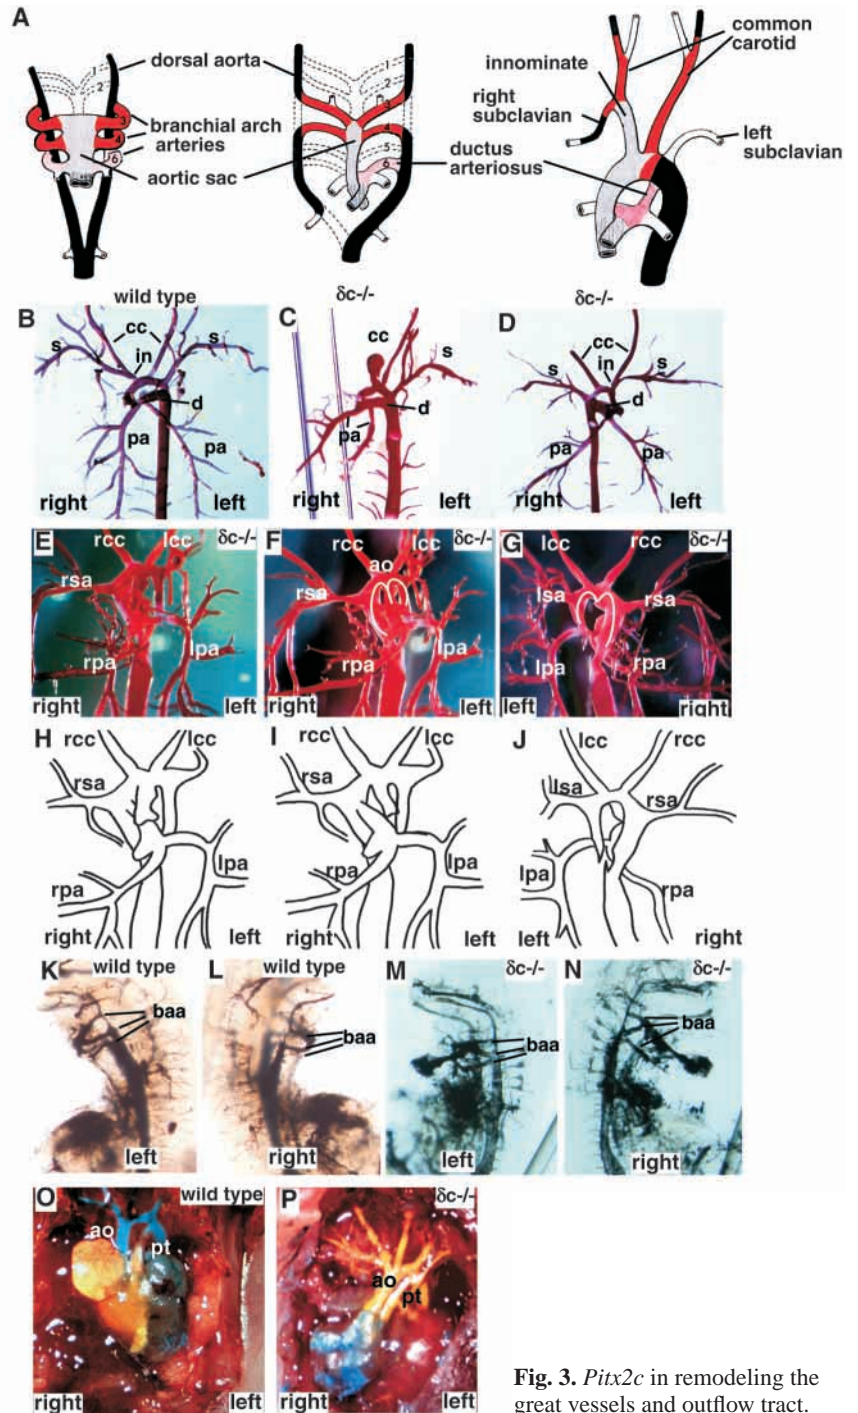 A
dorsal aorta
branchial arch
arteries
aortic sac
1
2
3
4
6
1
2
3
4
5
6
innominate
right
subclavian
ductus
arteriosus
common
carotid
left
subclavian
B
wild type
s
cc
in
s
d
pa
pa
right
left
C
δc-/-
cc
s
d
pa
right
left
D
δc-/-
cc
s
in
s
d
pa
pa
right
left
E
rcc
lcc
δc-/-
rsa
rpa
lpa
right
left
F
rcc
lcc
δc-/-
ao
rsa
rpa
lpa
right
left
G
lcc
rcc
δc-/-
lsa
rsa
lpa
rpa
left
right
H
rcc
lcc
rsa
rpa
lpa
right
left
I
rcc
lcc
rsa
rpa
lpa
right
left
J
lcc
rcc
lsa
rsa
lpa
rpa
left
right
K
wild type
baa
left
L
wild type
baa
right
M
δc-/-
baa
left
N
δc-/-
baa
right
O
wild type
ao
pt
right
left
P
δc-/-
ao
pt
right
left
Fig. 3. Pitx2c in remodeling the
great vessels and outflow tract.